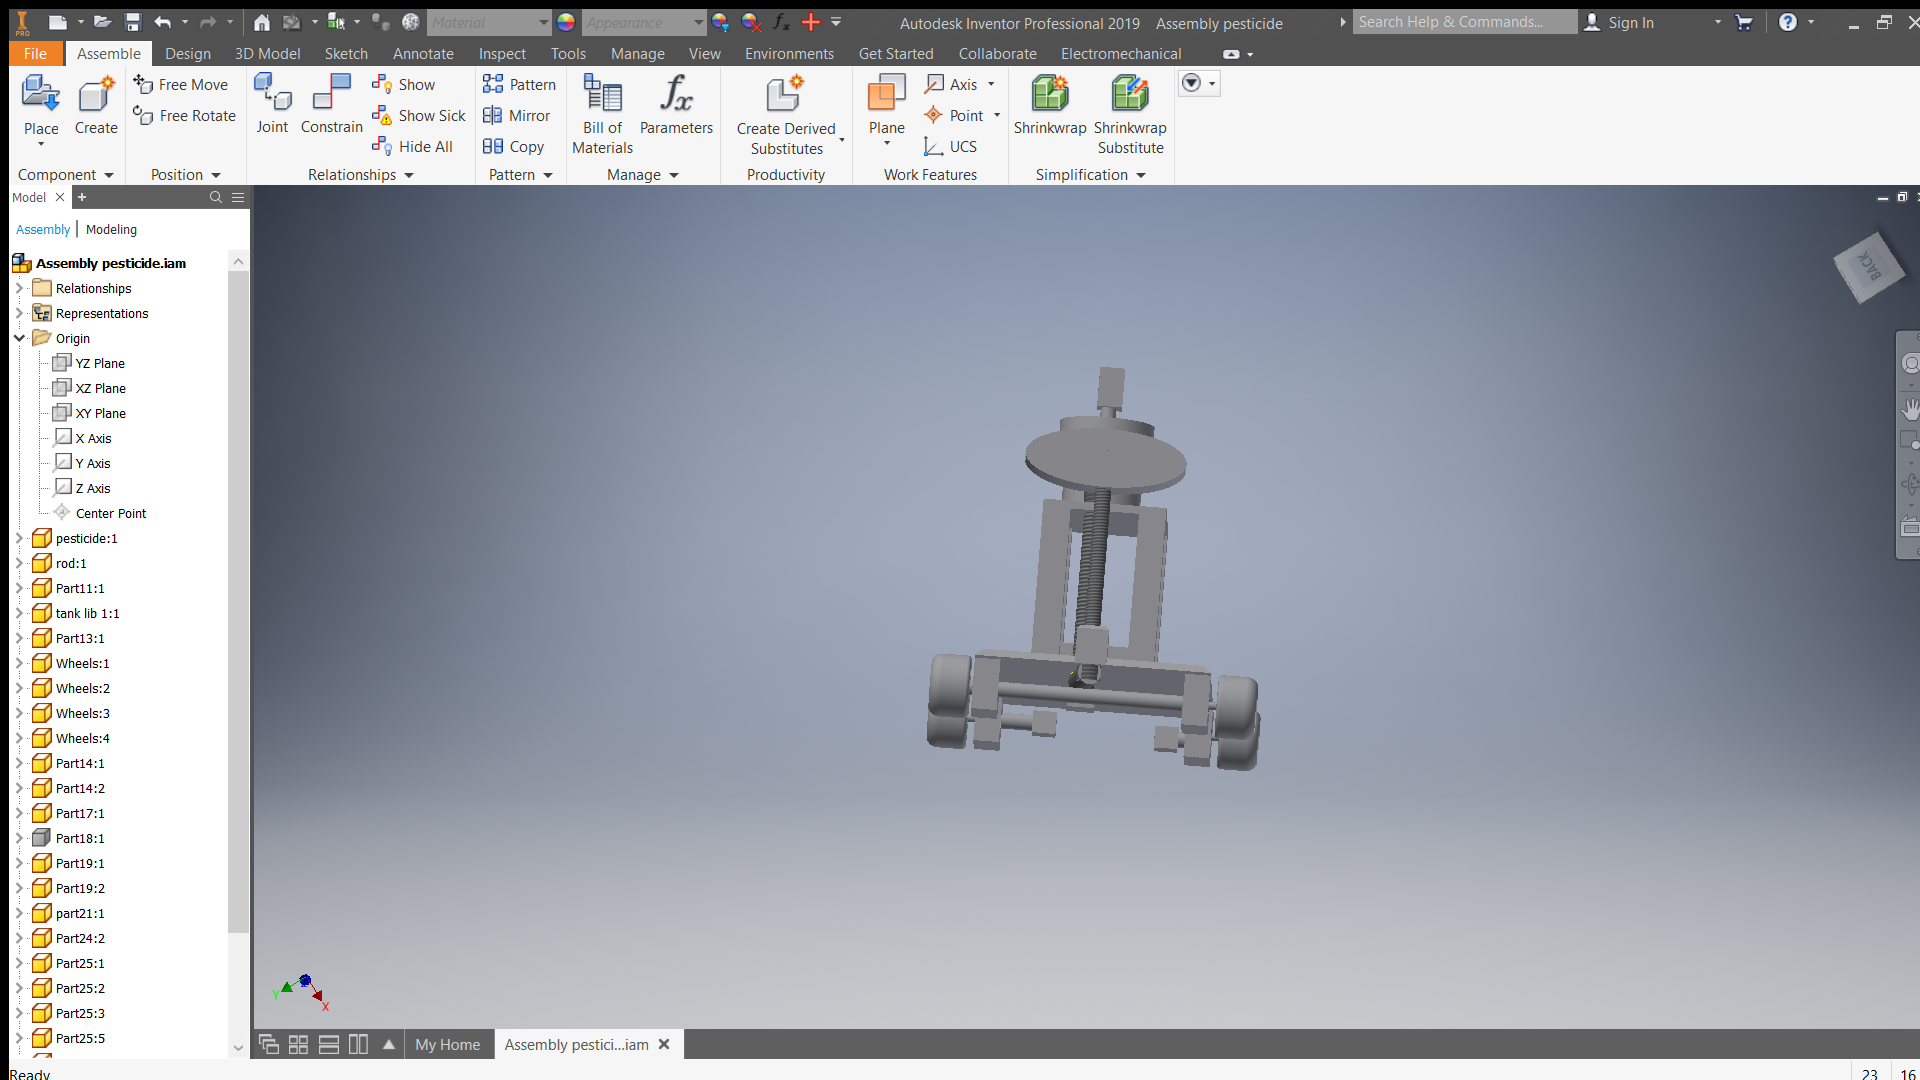 PRO
Material
Appearance
Autodesk Inventor Professional 2019 Assembly pesticide
Search Help & Commands...
Sign In
File Assemble Design 3D Model Sketch Annotate Inspect Tools Manage View Environments Get Started Collaborate Electromechanical
Place
Create
Free Move
Free Rotate
Joint
Constrain
Show
Show Sick
Hide All
Pattern
Mirror
Copy
Bill of
Materials
Parameters
Create Derived
Substitutes
Plane
Axis
Point
UCS
Shrinkwrap
Shrinkwrap
Substitute
Component Position Relationships Pattern Manage Productivity Work Features Simplification
Model
Assembly | Modeling
Assembly pesticide.iam
Relationships
Representations
Origin
YZ Plane
XZ Plane
XY Plane
X Axis
Y Axis
Z Axis
Center Point
pesticide:1
rod:1
Part11:1
tank lib 1:1
Part13:1
Wheels:1
Wheels:2
Wheels:3
Wheels:4
Part14:1
Part14:2
Part17:1
Part18:1
Part19:1
Part19:2
part21:1
Part24:2
Part25:1
Part25:2
Part25:3
Part25:5
BACK
Y
X
My Home
Assembly pestici...iam
Ready
23 16